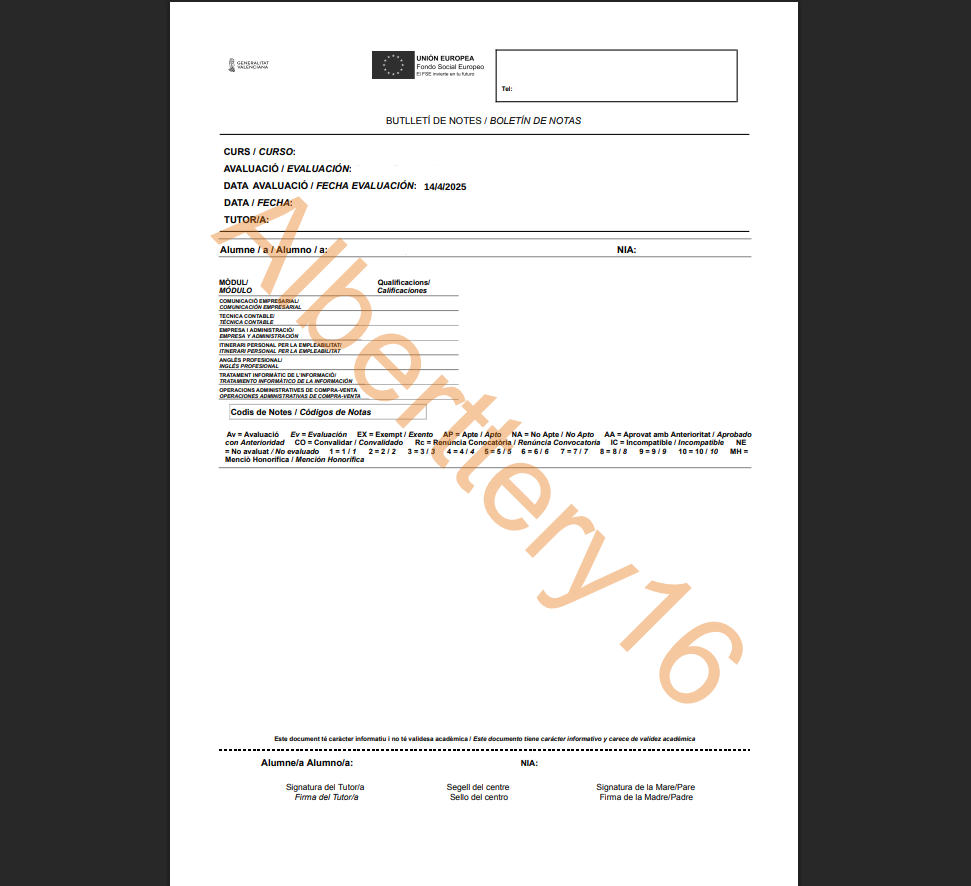 GENERALITAT
VALENCIANA
UNIÓN EUROPEA
Fondo Social Europeo
El FSE invierte en tu futuro
Tel:
BUTLLETÍ DE NOTES / BOLETÍN DE NOTAS
CURS / CURSO:
AVALUACIÓ / EVALUACIÓN:
DATA AVALUACIÓ / FECHA EVALUACIÓN: 14/4/2025
DATA / FECHA:
TUTOR/A:
Alumne / a / Alumno / a: NIA:
MÒDUL/ Qualificacions/
MÓDULO Calificaciones
COMUNICACIÓ EMPRESARIAL/
COMUNICACIÓN EMPRESARIAL
TECNICA CONTABLE/
TÉCNICA CONTABLE
EMPRESA I ADMINISTRACIÓ/
EMPRESA Y ADMINISTRACIÓN
ITINERARI PERSONAL PER LA EMPLEABILITAT/
ITINERARI PERSONAL PER LA EMPLEABILITAT
ANGLÉS PROFESIONAL/
INGLÉS PROFESIONAL
TRATAMENT INFORMÀTIC DE L'INFORMACIÓ/
TRATAMIENTO INFORMÁTICO DE LA INFORMACIÓN
OPERACIONS ADMINISTRATIVES DE COMPRA-VENTA
OPERACIONES ADMINISTRATIVAS DE COMPRA-VENTA
Codis de Notes / Códigos de Notas
Av = Avaluació Ev = Evaluación EX = Exempt / Exento AP = Apte / Apto NA = No Apte / No Apto AA = Aprovat amb Anterioritat / Aprobado
con Anterioridad CO = Convalidar / Convalidado Rc = Renúncia Conocatòria / Renúncia Convocatoria IC = Incompatible / Incompatible NE
= No avaluat / No evaluado 1 = 1 / 1 2 = 2 / 2 3 = 3 / 3 4 = 4 / 4 5 = 5 / 5 6 = 6 / 6 7 = 7 / 7 8 = 8 / 8 9 = 9 / 9 10 = 10 / 10 MH =
Menció Honorífica / Mención Honorífica
Alberttery16
Este document té caràcter informatiu i no té validesa acadèmica / Este documento tiene carácter informativo y carece de validez académica
Alumne/a Alumno/a: NIA:
Signatura del Tutor/a Segell del centre Signatura de la Mare/Pare
Firma del Tutor/a Sello del centro Firma de la Madre/Padre